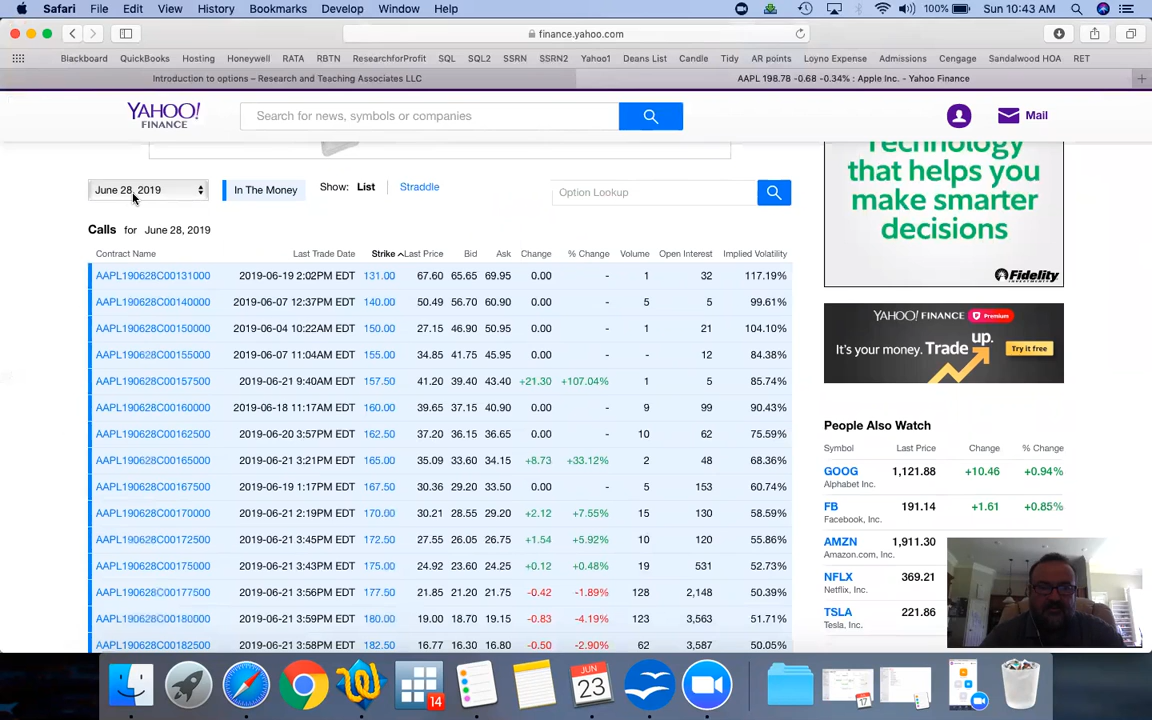 Safari File Edit View History Bookmarks Develop Window Help 100% Sun 10:43 AM
finance.yahoo.com
Blackboard QuickBooks Hosting Honeywell RATA RBTN ResearchforProfit SQL SQL2 SSRN SSRN2 Yahoo1 Deans List Candle Tidy AR points Loyno Expense Admissions Cengage Sandalwood HOA RET
Introduction to options – Research and Teaching Associates LLC
AAPL 198.78 -0.68 -0.34% : Apple Inc. - Yahoo Finance
YAHOO! FINANCE
Search for news, symbols or companies
Mail
June 28, 2019 In The Money Show: List Straddle Option Lookup
Calls for June 28, 2019
Contract Name Last Trade Date Strike Last Price Bid Ask Change % Change Volume Open Interest Implied Volatility
AAPL190628C00131000 2019-06-19 2:02PM EDT 131.00 67.60 65.65 69.95 0.00 - 1 32 117.19%
AAPL190628C00140000 2019-06-07 12:37PM EDT 140.00 50.49 56.70 60.90 0.00 - 5 5 99.61%
AAPL190628C00150000 2019-06-04 10:22AM EDT 150.00 27.15 46.90 50.95 0.00 - 1 21 104.10%
AAPL190628C00155000 2019-06-07 11:04AM EDT 155.00 34.85 41.75 45.95 0.00 - - 12 84.38%
AAPL190628C00157500 2019-06-21 9:40AM EDT 157.50 41.20 39.40 43.40 +21.30 +107.04% 1 5 85.74%
AAPL190628C00160000 2019-06-18 11:17AM EDT 160.00 39.65 37.15 40.90 0.00 - 9 99 90.43%
AAPL190628C00162500 2019-06-20 3:57PM EDT 162.50 37.20 36.15 36.65 0.00 - 10 62 75.59%
AAPL190628C00165000 2019-06-21 3:21PM EDT 165.00 35.09 33.60 34.15 +8.73 +33.12% 2 48 68.36%
AAPL190628C00167500 2019-06-19 1:17PM EDT 167.50 30.36 29.20 33.50 0.00 - 5 153 60.74%
AAPL190628C00170000 2019-06-21 2:19PM EDT 170.00 30.21 28.55 29.20 +2.12 +7.55% 15 130 58.59%
AAPL190628C00172500 2019-06-21 3:45PM EDT 172.50 27.55 26.05 26.75 +1.54 +5.92% 10 120 55.86%
AAPL190628C00175000 2019-06-21 3:43PM EDT 175.00 24.92 23.60 24.25 +0.12 +0.48% 19 531 52.73%
AAPL190628C00177500 2019-06-21 3:56PM EDT 177.50 21.85 21.20 21.75 -0.42 -1.89% 128 2,148 50.39%
AAPL190628C00180000 2019-06-21 3:59PM EDT 180.00 19.00 18.70 19.15 -0.83 -4.19% 123 3,563 51.71%
AAPL190628C00182500 2019-06-21 3:58PM EDT 182.50 16.77 16.30 16.80 -0.50 -2.90% 62 3,587 50.05%
Technology
that helps you
make smarter
decisions
Fidelity
INVESTMENTS
YAHOO! FINANCE Premium
It's your money. Trade up. Try it free
People Also Watch
Symbol Last Price Change % Change
GOOG 1,121.88 +10.46 +0.94%
Alphabet Inc.
FB 191.14 +1.61 +0.85%
Facebook, Inc.
AMZN 1,911.30
Amazon.com, Inc.
NFLX 369.21
Netflix, Inc.
TSLA 221.86
Tesla, Inc.
14
JUN
23
17